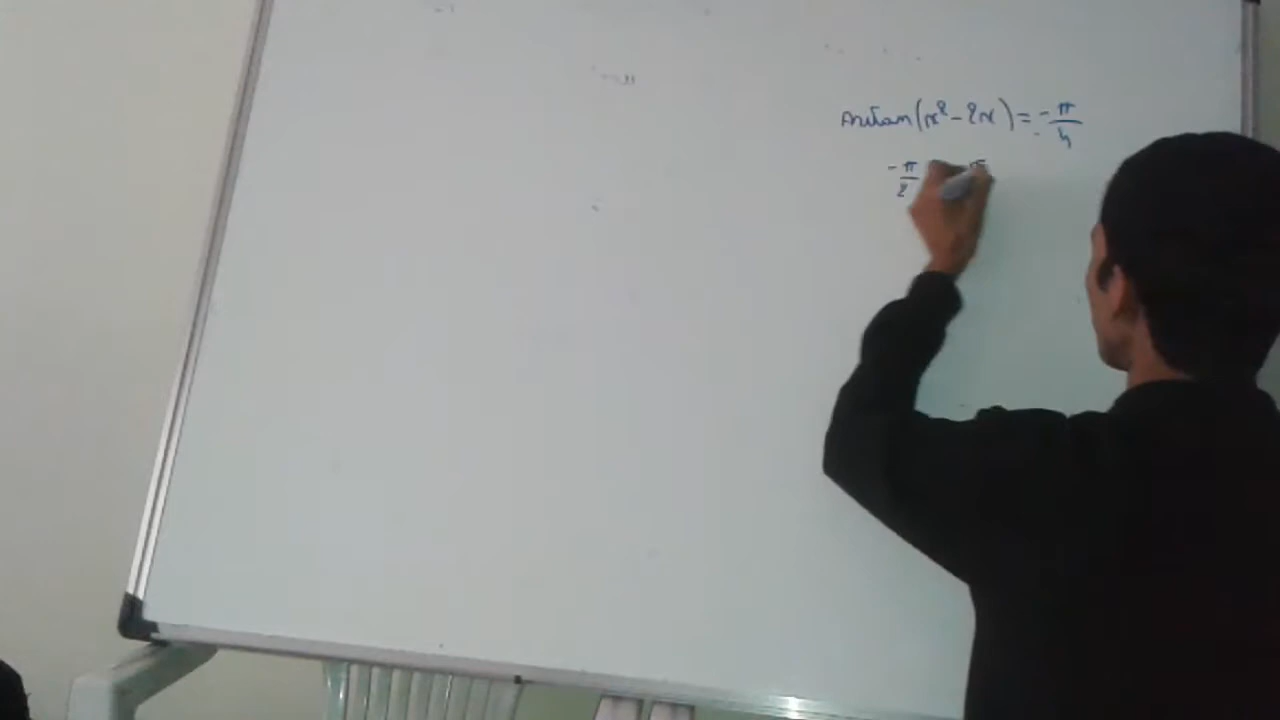 Arctan(x² - 2x) = -π/4
-π/2 π